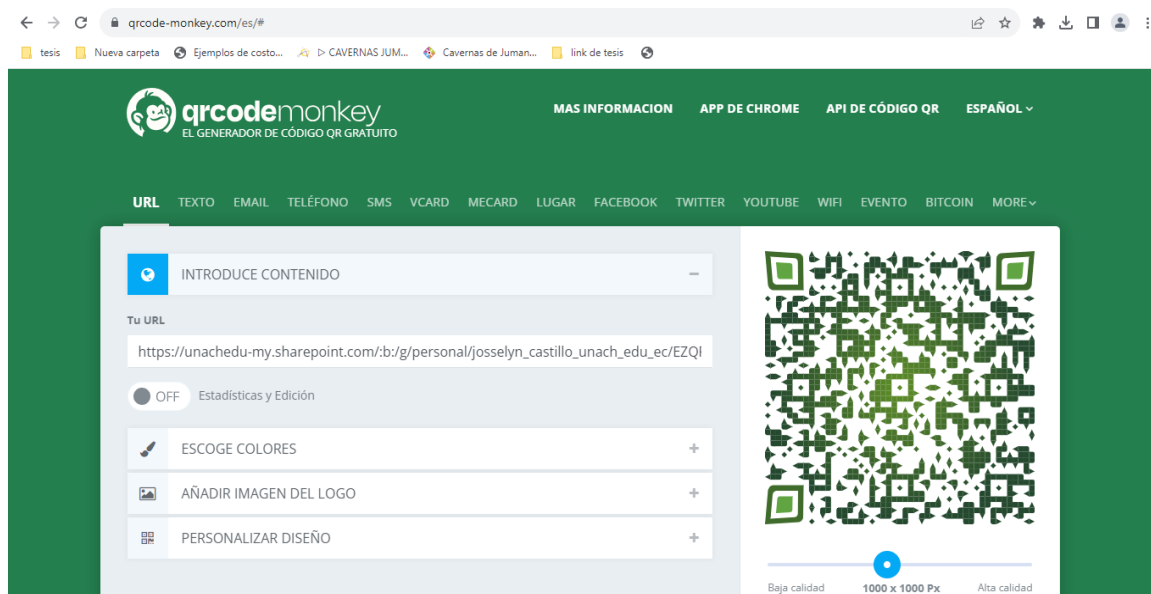 qrcode-monkey.com/es/#
tesis Nueva carpeta Ejemplos de costo... ▷ CAVERNAS JUM... Cavernas de Juman... link de tesis
qrcodemonkey
EL GENERADOR DE CÓDIGO QR GRATUITO
MAS INFORMACION APP DE CHROME API DE CÓDIGO QR ESPAÑOL
URL TEXTO EMAIL TELÉFONO SMS VCARD MECARD LUGAR FACEBOOK TWITTER YOUTUBE WIFI EVENTO BITCOIN MORE
INTRODUCE CONTENIDO
Tu URL
https://unachedu-my.sharepoint.com/:b:/g/personal/josselyn_castillo_unach_edu_ec/EZQ
OFF Estadísticas y Edición
ESCOGE COLORES
AÑADIR IMAGEN DEL LOGO
PERSONALIZAR DISEÑO
Baja calidad 1000 x 1000 Px Alta calidad